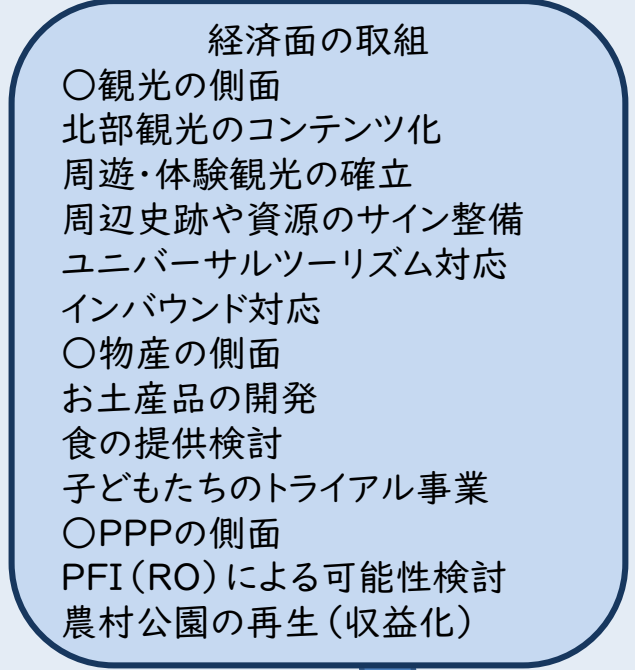 経済面の取組
〇観光の側面
北部観光のコンテンツ化
周遊・体験観光の確立
周辺史跡や資源のサイン整備
ユニバーサルツーリズム対応
インバウンド対応
〇物産の側面
お土産品の開発
食の提供検討
子どもたちのトライアル事業
〇PPPの側面
PFI(RO)による可能性検討
農村公園の再生(収益化)